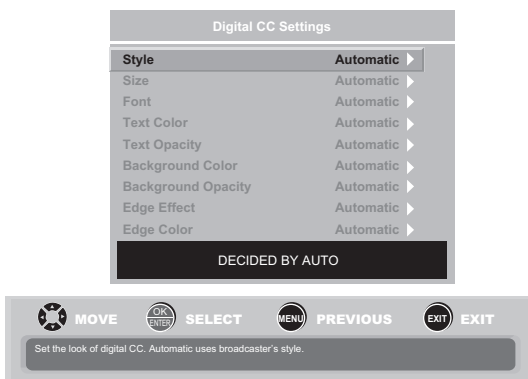 Digital CC Settings
Style Automatic
Size Automatic
Font Automatic
Text Color Automatic
Text Opacity Automatic
Background Color Automatic
Background Opacity Automatic
Edge Effect Automatic
Edge Color Automatic
DECIDED BY AUTO
MOVE OK ENTER SELECT MENU PREVIOUS EXIT EXIT
Set the look of digital CC. Automatic uses broadcaster's style.